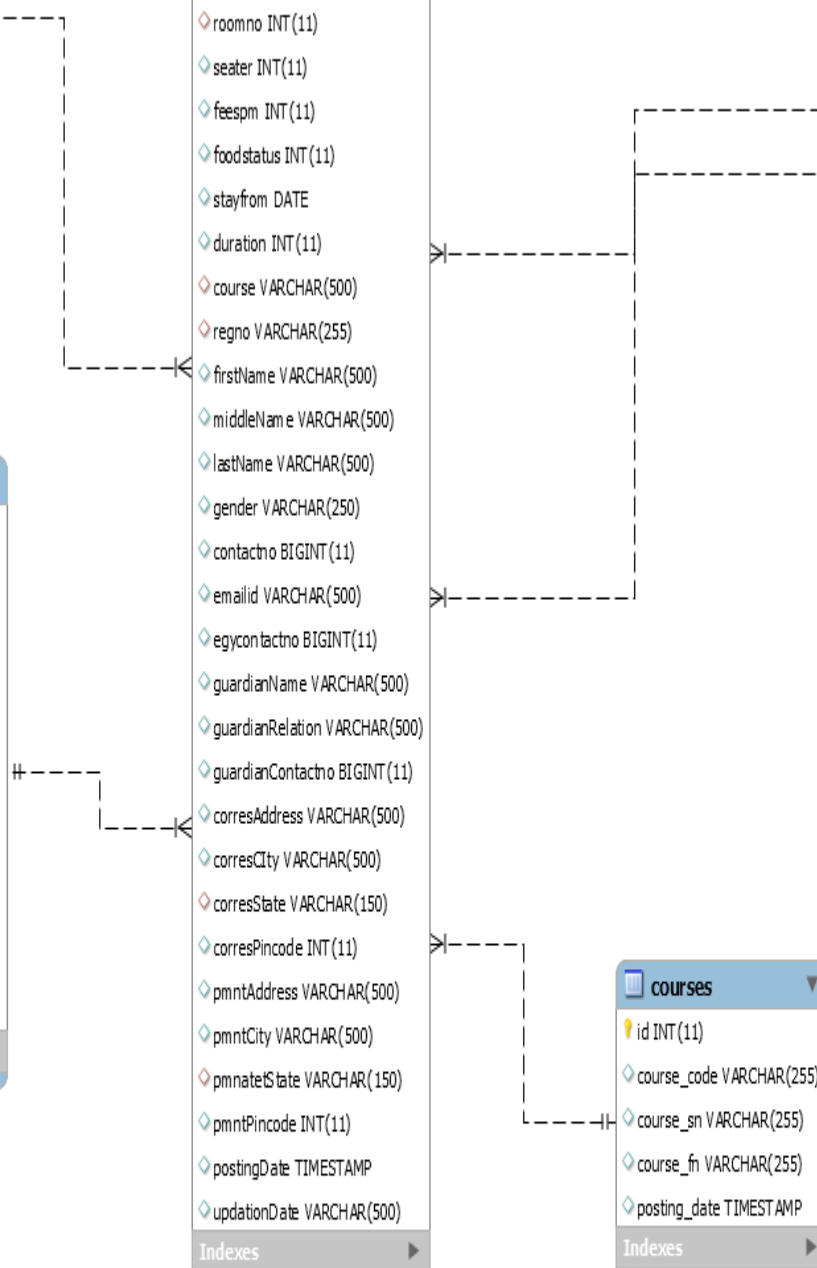 roomno INT(11)
seater INT(11)
feespm INT(11)
foodstatus INT(11)
stayfrom DATE
duration INT(11)
course VARCHAR(500)
regno VARCHAR(255)
firstName VARCHAR(500)
middleName VARCHAR(500)
lastName VARCHAR(500)
gender VARCHAR(250)
contactno BIGINT(11)
emailid VARCHAR(500)
egycontactno BIGINT(11)
guardianName VARCHAR(500)
guardianRelation VARCHAR(500)
guardianContactno BIGINT(11)
corresAddress VARCHAR(500)
corresCIty VARCHAR(500)
corresState VARCHAR(150)
corresPincode INT(11)
pmntAddress VARCHAR(500)
pmntCity VARCHAR(500)
pmnatetState VARCHAR(150)
pmntPincode INT(11)
postingDate TIMESTAMP
updationDate VARCHAR(500)
Indexes
courses
id INT(11)
course_code VARCHAR(255)
course_sn VARCHAR(255)
course_fn VARCHAR(255)
posting_date TIMESTAMP
Indexes